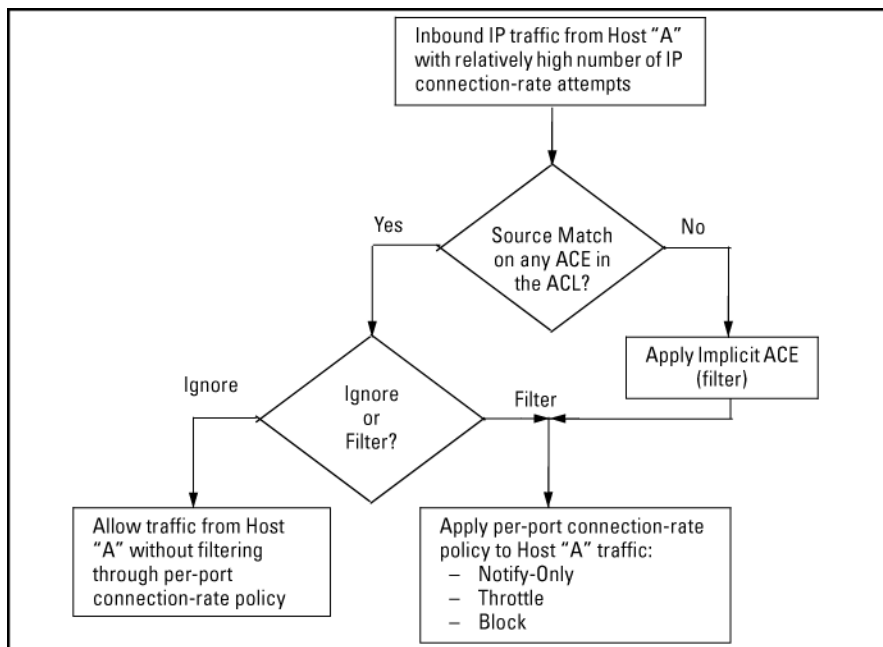 Inbound IP traffic from Host “A”
with relatively high number of IP
connection-rate attempts
Yes
No
Source Match
on any ACE in
the ACL?
Apply Implicit ACE
(filter)
Ignore
Ignore
or
Filter?
Filter
Allow traffic from Host
“A” without filtering
through per-port
connection-rate policy
Apply per-port connection-rate
policy to Host “A” traffic:
– Notify-Only
– Throttle
– Block